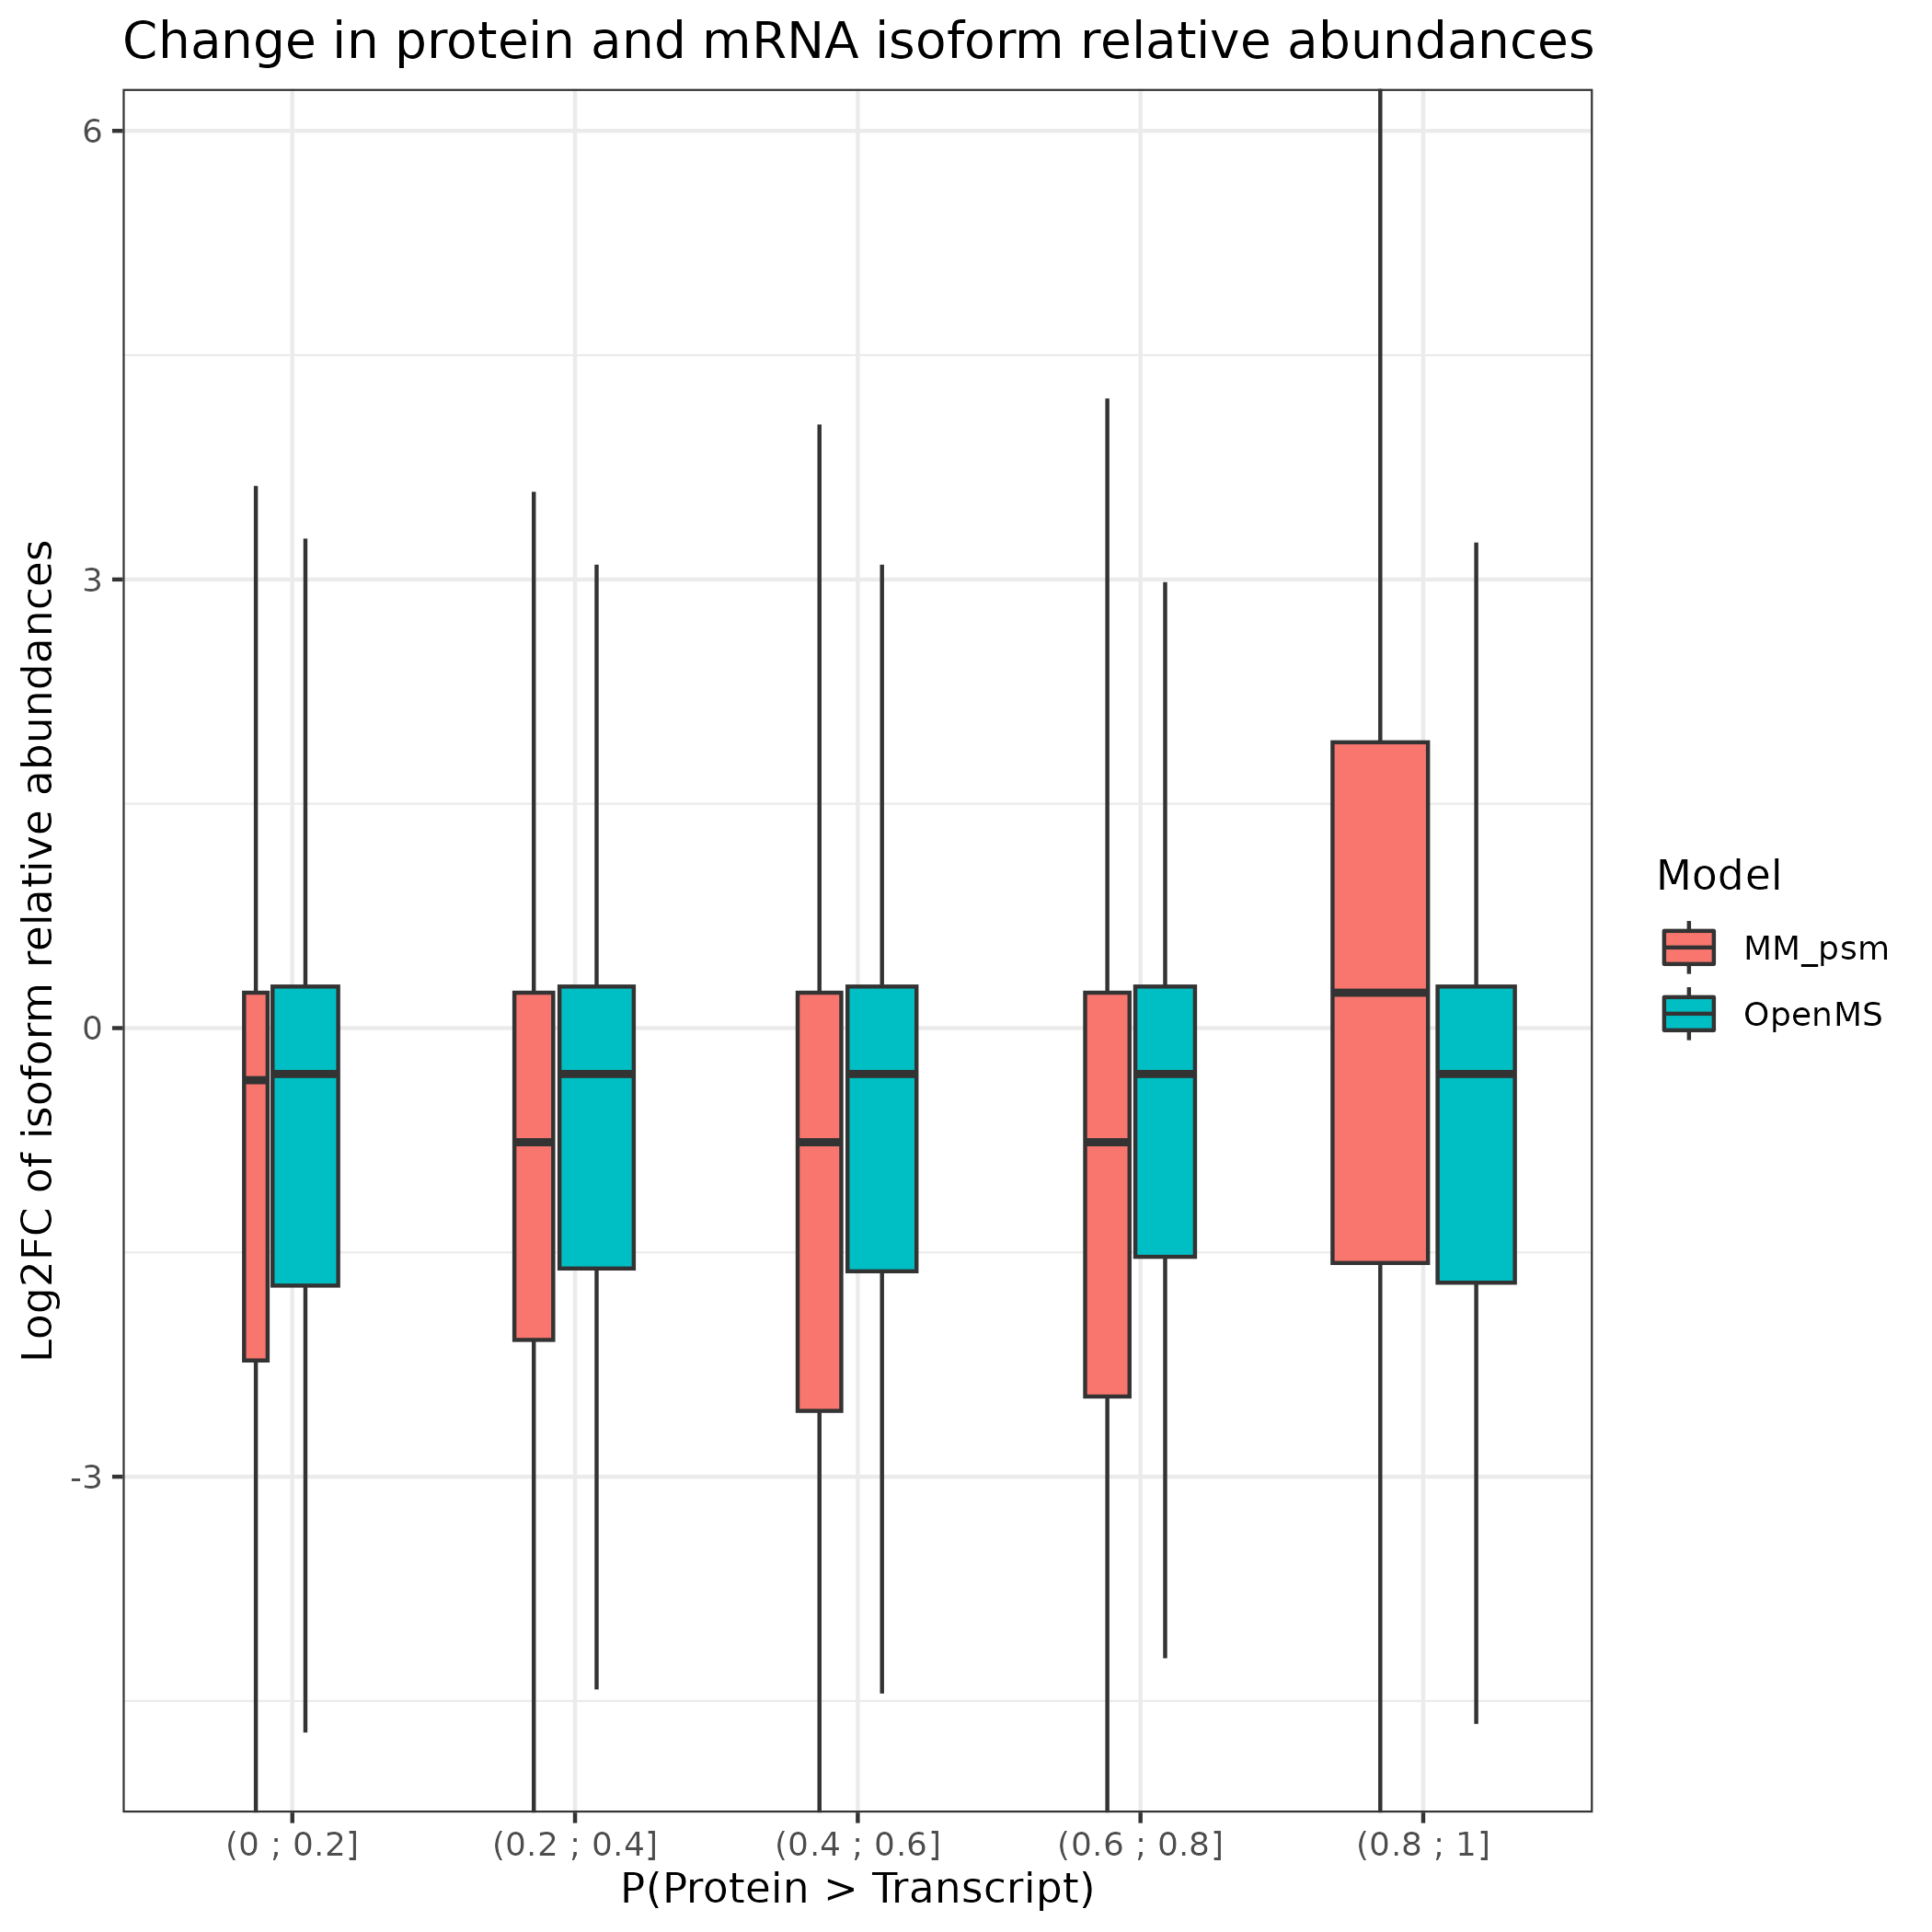 Change in protein and mRNA isoform relative abundances
Log2FC of isoform relative abundances
6
3
0
-3
(0 ; 0.2]
(0.2 ; 0.4]
(0.4 ; 0.6]
(0.6 ; 0.8]
(0.8 ; 1]
P(Protein > Transcript)
Model
MM_psm
OpenMS